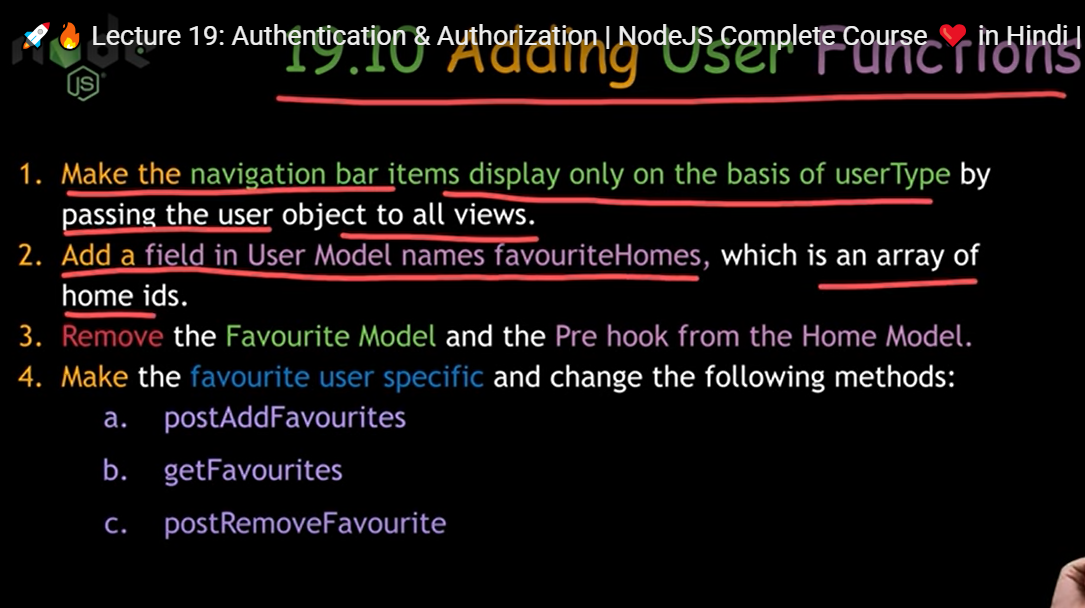 🚀🔥 Lecture 19: Authentication & Authorization | NodeJS Complete Course ❤️ in Hindi |
19.10 Adding User Functions
node
JS
1. Make the navigation bar items display only on the basis of userType by
passing the user object to all views.
2. Add a field in User Model names favouriteHomes, which is an array of
home ids.
3. Remove the Favourite Model and the Pre hook from the Home Model.
4. Make the favourite user specific and change the following methods:
a. postAddFavourites
b. getFavourites
c. postRemoveFavourite